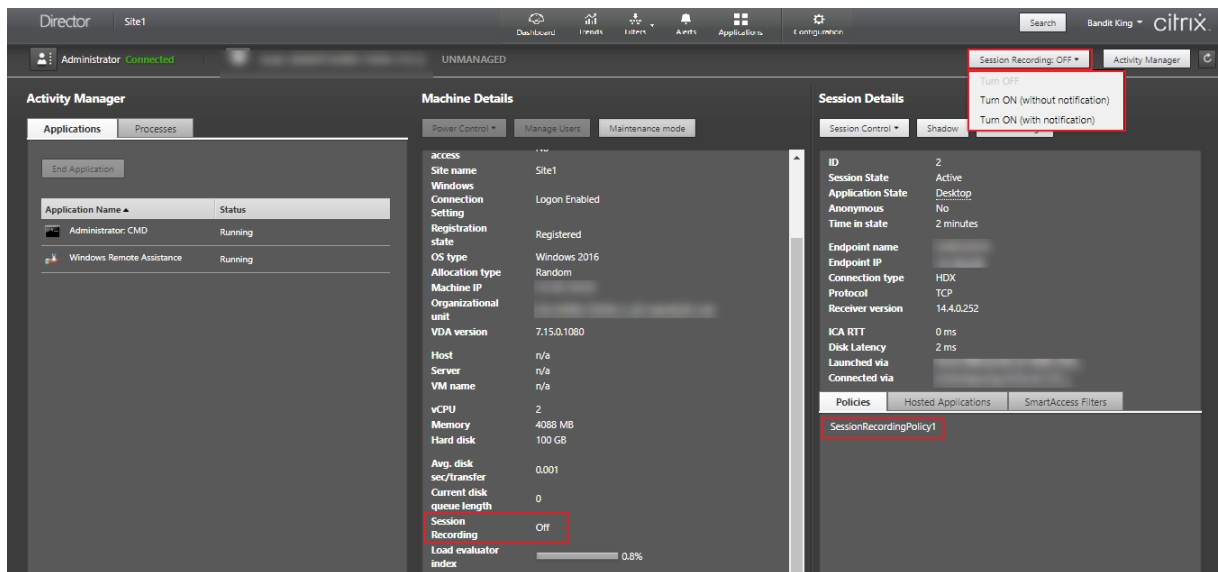 Director Site1
Dashboard Trends Filters Alerts Applications Configuration
Search Bandit King citrix
Administrator Connected UNMANAGED
Session Recording: OFF Activity Manager
Turn OFF
Turn ON (without notification)
Turn ON (with notification)
Activity Manager
Applications Processes
End Application
Application Name Status
Administrator: CMD Running
Windows Remote Assistance Running
Machine Details
Power Control Manage Users Maintenance mode
access No
Site name Site1
Windows
Connection Logon Enabled
Setting
Registration
state Registered
OS type Windows 2016
Allocation type Random
Machine IP
Organizational
unit
VDA version 7.15.0.1080
Host n/a
Server n/a
VM name n/a
vCPU 2
Memory 4088 MB
Hard disk 100 GB
Avg. disk
sec/transfer 0.001
Current disk
queue length 0
Session
Recording Off
Load evaluator
index 0.8%
Session Details
Session Control Shadow
ID 2
Session State Active
Application State Desktop
Anonymous No
Time in state 2 minutes
Endpoint name
Endpoint IP
Connection type HDX
Protocol TCP
Receiver version 14.4.0.252
ICA RTT 0 ms
Disk Latency 2 ms
Launched via
Connected via
Policies Hosted Applications SmartAccess Filters
SessionRecordingPolicy1